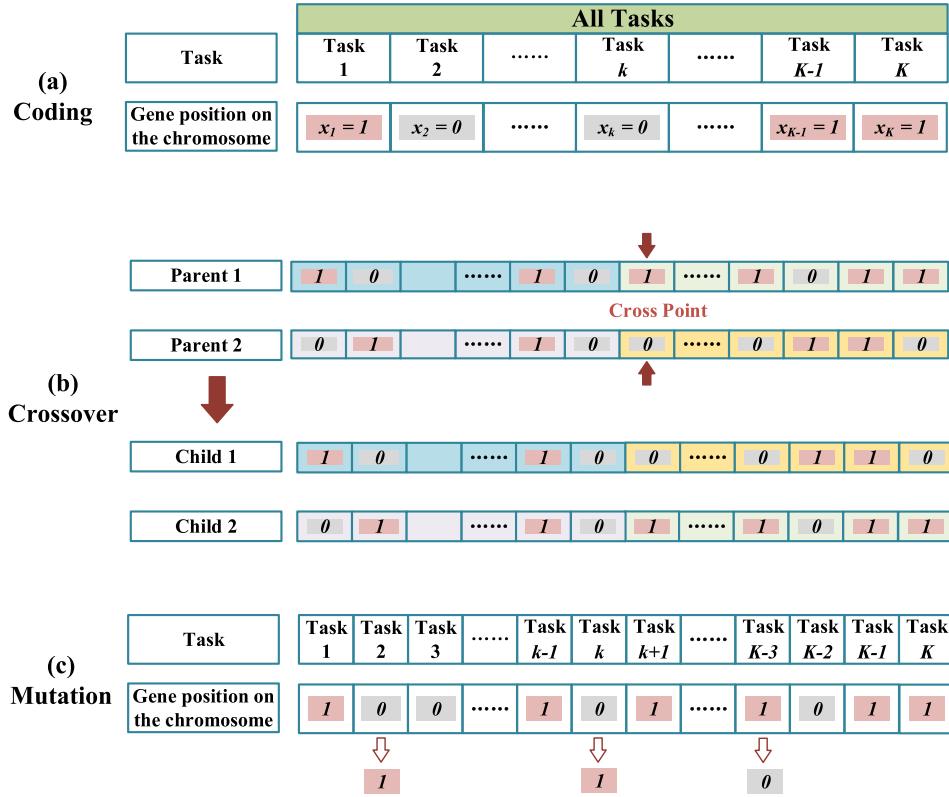 All Tasks
(a)
Coding
Task
Task 1
Task 2
······
Task k
······
Task K-1
Task K
Gene position on
the chromosome
x₁ = 1
x₂ = 0
······
xₖ = 0
······
x_{K-1} = 1
x_K = 1
(b)
Crossover
Parent 1
1 0 ······ 1 0 1 ······ 1 0 1 1
Cross Point
Parent 2
0 1 ······ 1 0 0 ······ 0 1 1 0
Child 1
1 0 ······ 1 0 0 ······ 0 1 1 0
Child 2
0 1 ······ 1 0 1 ······ 1 0 1 1
(c)
Mutation
Task
Task 1
Task 2
Task 3
······
Task k-1
Task k
Task k+1
······
Task K-3
Task K-2
Task K-1
Task K
Gene position on
the chromosome
1 0 0 ······ 1 0 1 ······ 1 0 1 1
1 1 0